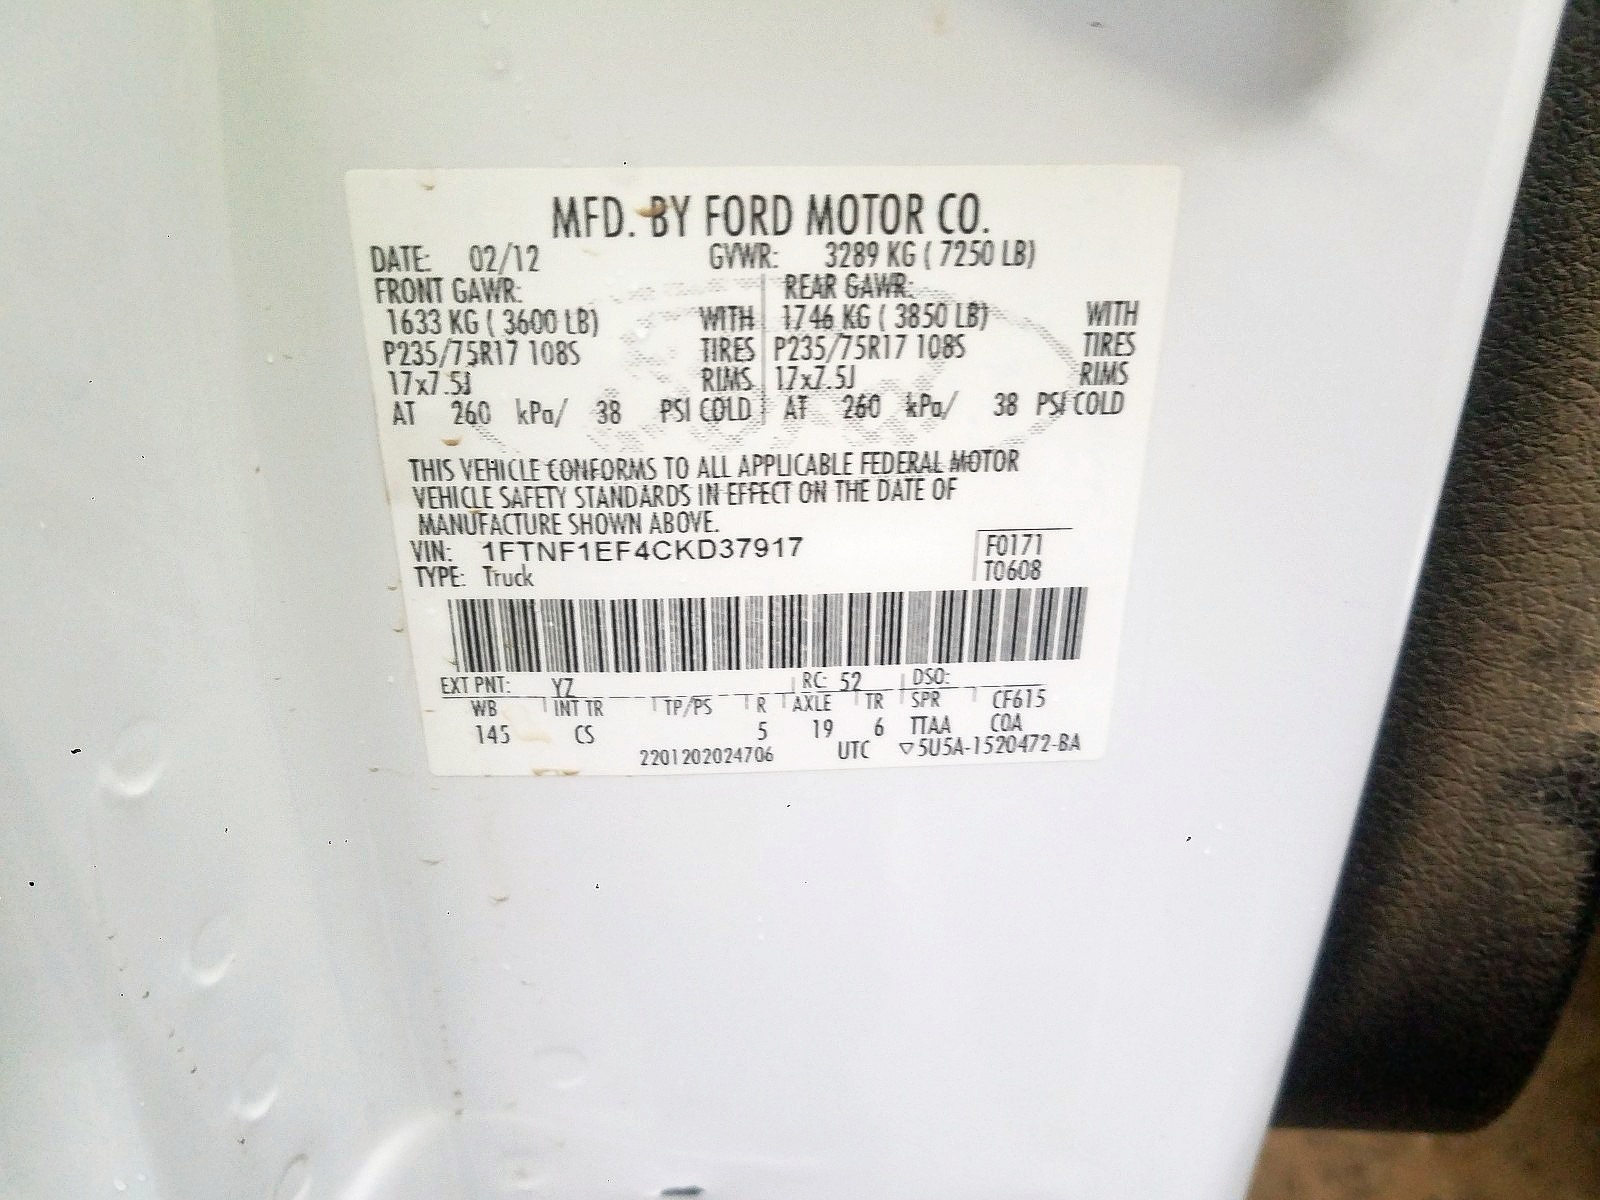 MFD. BY FORD MOTOR CO.
DATE: 02/12 GVWR: 3289 KG ( 7250 LB)
FRONT GAWR: REAR GAWR:
1633 KG ( 3600 LB) WITH 1746 KG ( 3850 LB) WITH
P235/75R17 108S TIRES P235/75R17 108S TIRES
17x7.5J RIMS 17x7.5J RIMS
AT 260 kPa/ 38 PSI COLD AT 260 kPa/ 38 PSI COLD
THIS VEHICLE CONFORMS TO ALL APPLICABLE FEDERAL MOTOR
VEHICLE SAFETY STANDARDS IN EFFECT ON THE DATE OF
MANUFACTURE SHOWN ABOVE.
VIN: 1FTNF1EF4CKD37917 F0171
TYPE: Truck T0608
EXT PNT: YZ RC: 52 DSO:
WB INT TR TP/PS R AXLE TR SPR CF615
145 CS 5 19 6 TTAA COA
2201202024706 UTC ▽5U5A-1520472-BA